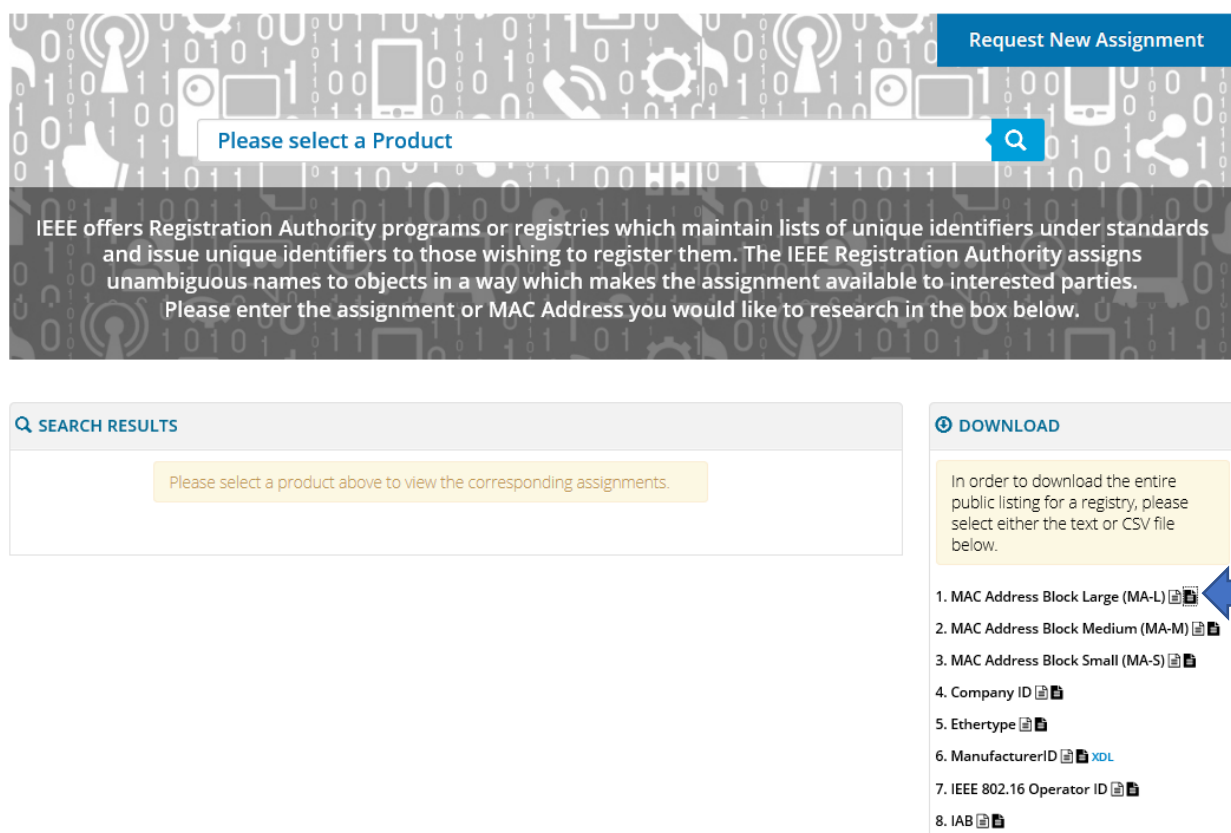 Request New Assignment
Please select a Product
IEEE offers Registration Authority programs or registries which maintain lists of unique identifiers under standards
and issue unique identifiers to those wishing to register them. The IEEE Registration Authority assigns
unambiguous names to objects in a way which makes the assignment available to interested parties.
Please enter the assignment or MAC Address you would like to research in the box below.
SEARCH RESULTS
Please select a product above to view the corresponding assignments.
DOWNLOAD
In order to download the entire
public listing for a registry, please
select either the text or CSV file
below.
1. MAC Address Block Large (MA-L)
2. MAC Address Block Medium (MA-M)
3. MAC Address Block Small (MA-S)
4. Company ID
5. Ethertype
6. ManufacturerID XDL
7. IEEE 802.16 Operator ID
8. IAB